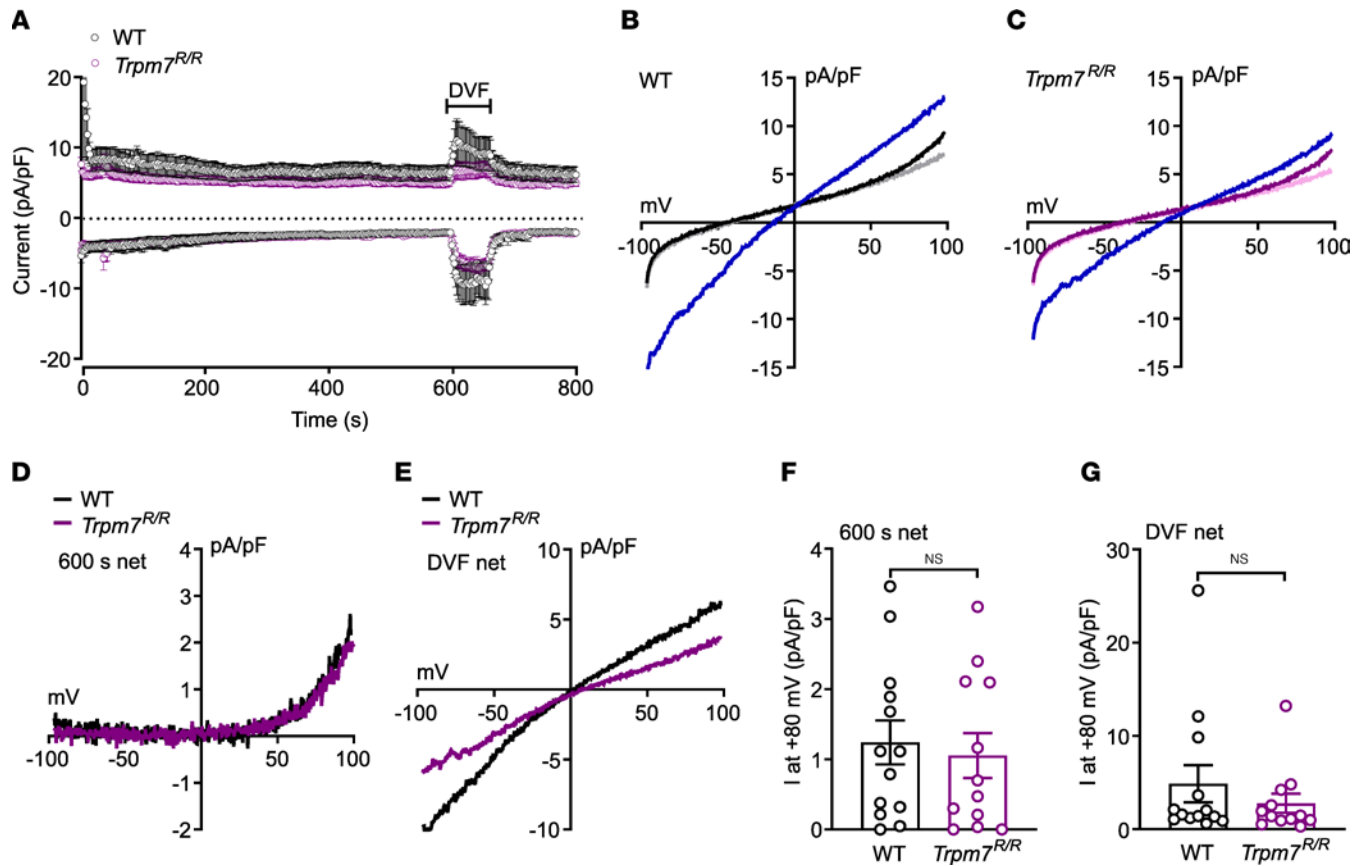 A
WT
Trpm7R/R
DVF
20
10
0
-10
-20
Current (pA/pF)
0
200
400
600
800
Time (s)
B
WT
pA/pF
15
10
5
mV
-100
-50
50
100
-5
-10
-15
C
Trpm7R/R
pA/pF
15
10
5
mV
-100
-50
50
100
-5
-10
-15
D
WT
Trpm7R/R
600 s net
pA/pF
4
3
2
1
mV
-100
-50
50
100
-1
-2
E
WT
Trpm7R/R
DVF net
pA/pF
10
5
mV
-100
-50
50
100
-5
-10
F
600 s net
NS
4
3
2
1
0
I at +80 mV (pA/pF)
WT
Trpm7R/R
G
DVF net
NS
30
20
10
0
I at +80 mV (pA/pF)
WT
Trpm7R/R